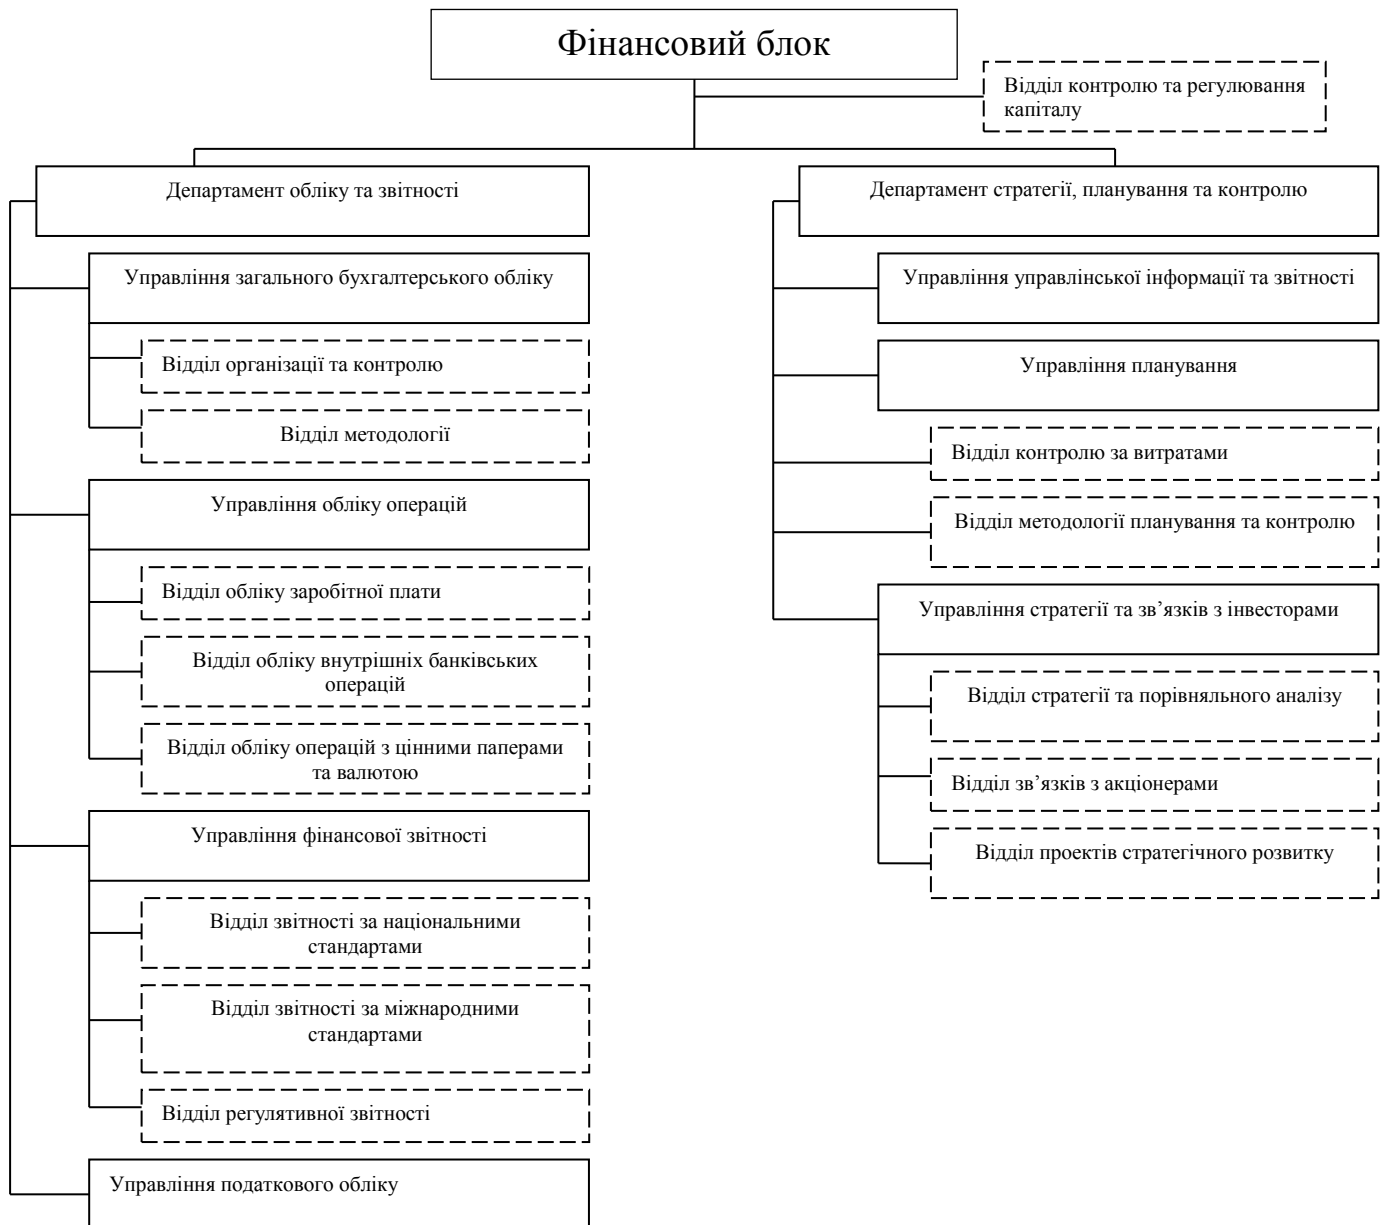 Фінансовий блок
Відділ контролю та регулювання
капіталу
Департамент обліку та звітності
Управління загального бухгалтерського обліку
Відділ організації та контролю
Відділ методології
Управління обліку операцій
Відділ обліку заробітної плати
Відділ обліку внутрішніх банківських
операцій
Відділ обліку операцій з цінними паперами
та валютою
Управління фінансової звітності
Відділ звітності за національними
стандартами
Відділ звітності за міжнародними
стандартами
Відділ регулятивної звітності
Управління податкового обліку
Департамент стратегії, планування та контролю
Управління управлінської інформації та звітності
Управління планування
Відділ контролю за витратами
Відділ методології планування та контролю
Управління стратегії та зв’язків з інвесторами
Відділ стратегії та порівняльного аналізу
Відділ зв’язків з акціонерами
Відділ проектів стратегічного розвитку